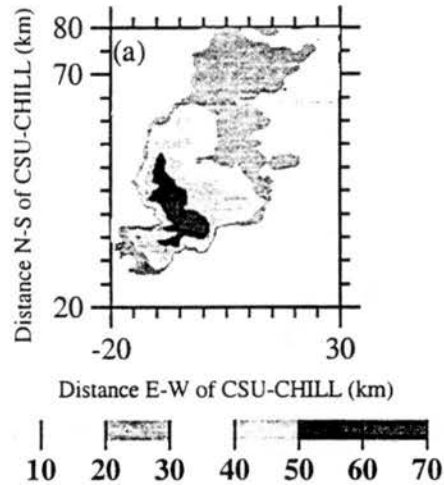 80
70
(a)
Distance N-S of CSU-CHILL (km)
20
-20 30
Distance E-W of CSU-CHILL (km)
10 20 30 40 50 60 70